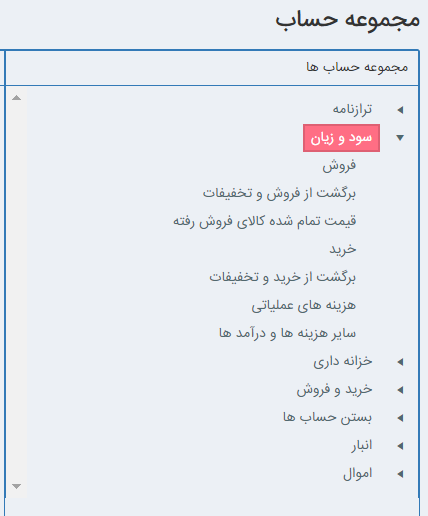 مجموعه حساب
مجموعه حساب ها
ترازنامه
سود و زیان
فروش
برگشت از فروش و تخفیفات
قیمت تمام شده کالای فروش رفته
خرید
برگشت از خرید و تخفیفات
هزینه های عملیاتی
سایر هزینه ها و درآمد ها
خزانه داری
خرید و فروش
بستن حساب ها
انبار
اموال